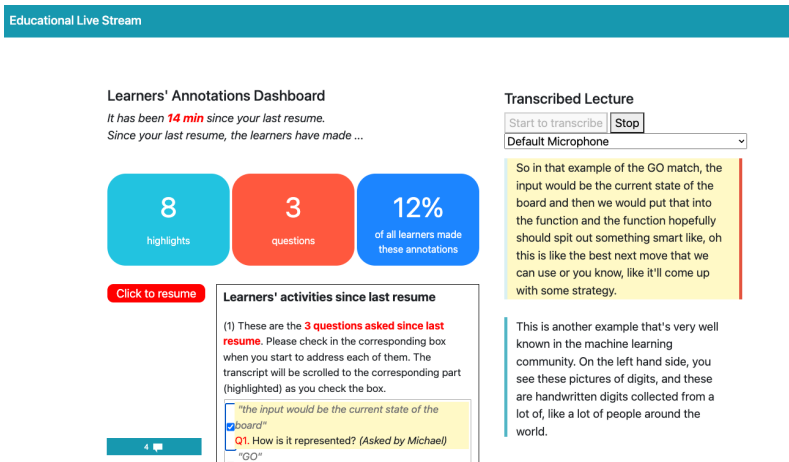 Educational Live Stream
Learners' Annotations Dashboard
It has been 14 min since your last resume.
Since your last resume, the learners have made ...
8
highlights
3
questions
12%
of all learners made
these annotations
Click to resume
Learners' activities since last resume
(1) These are the 3 questions asked since last
resume. Please check in the corresponding box
when you start to address each of them. The
transcript will be scrolled to the corresponding part
(highlighted) as you check the box.
"the input would be the current state of the
board"
Q1. How is it represented? (Asked by Michael)
"GO"
4
Transcribed Lecture
Start to transcribe
Stop
Default Microphone
So in that example of the GO match, the
input would be the current state of the
board and then we would put that into
the function and the function hopefully
should spit out something smart like, oh
this is like the best next move that we
can use or you know, like it'll come up
with some strategy.
This is another example that's very well
known in the machine learning
community. On the left hand side, you
see these pictures of digits, and these
are handwritten digits collected from a
lot of, like a lot of people around the
world.